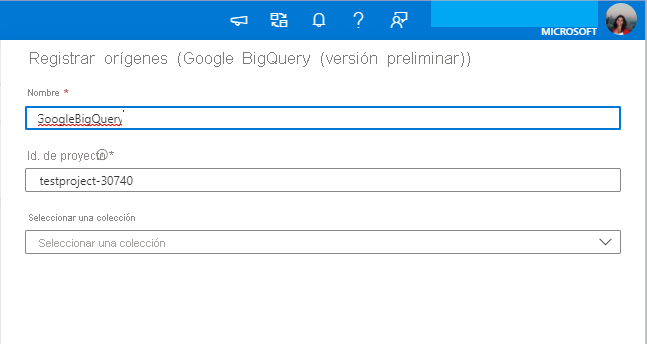 MICROSOFT
Registrar orígenes (Google BigQuery (versión preliminar))
Nombre *
GoogleBigQuery
Id. de proyecto *
testproject-30740
Seleccionar una colección
Seleccionar una colección